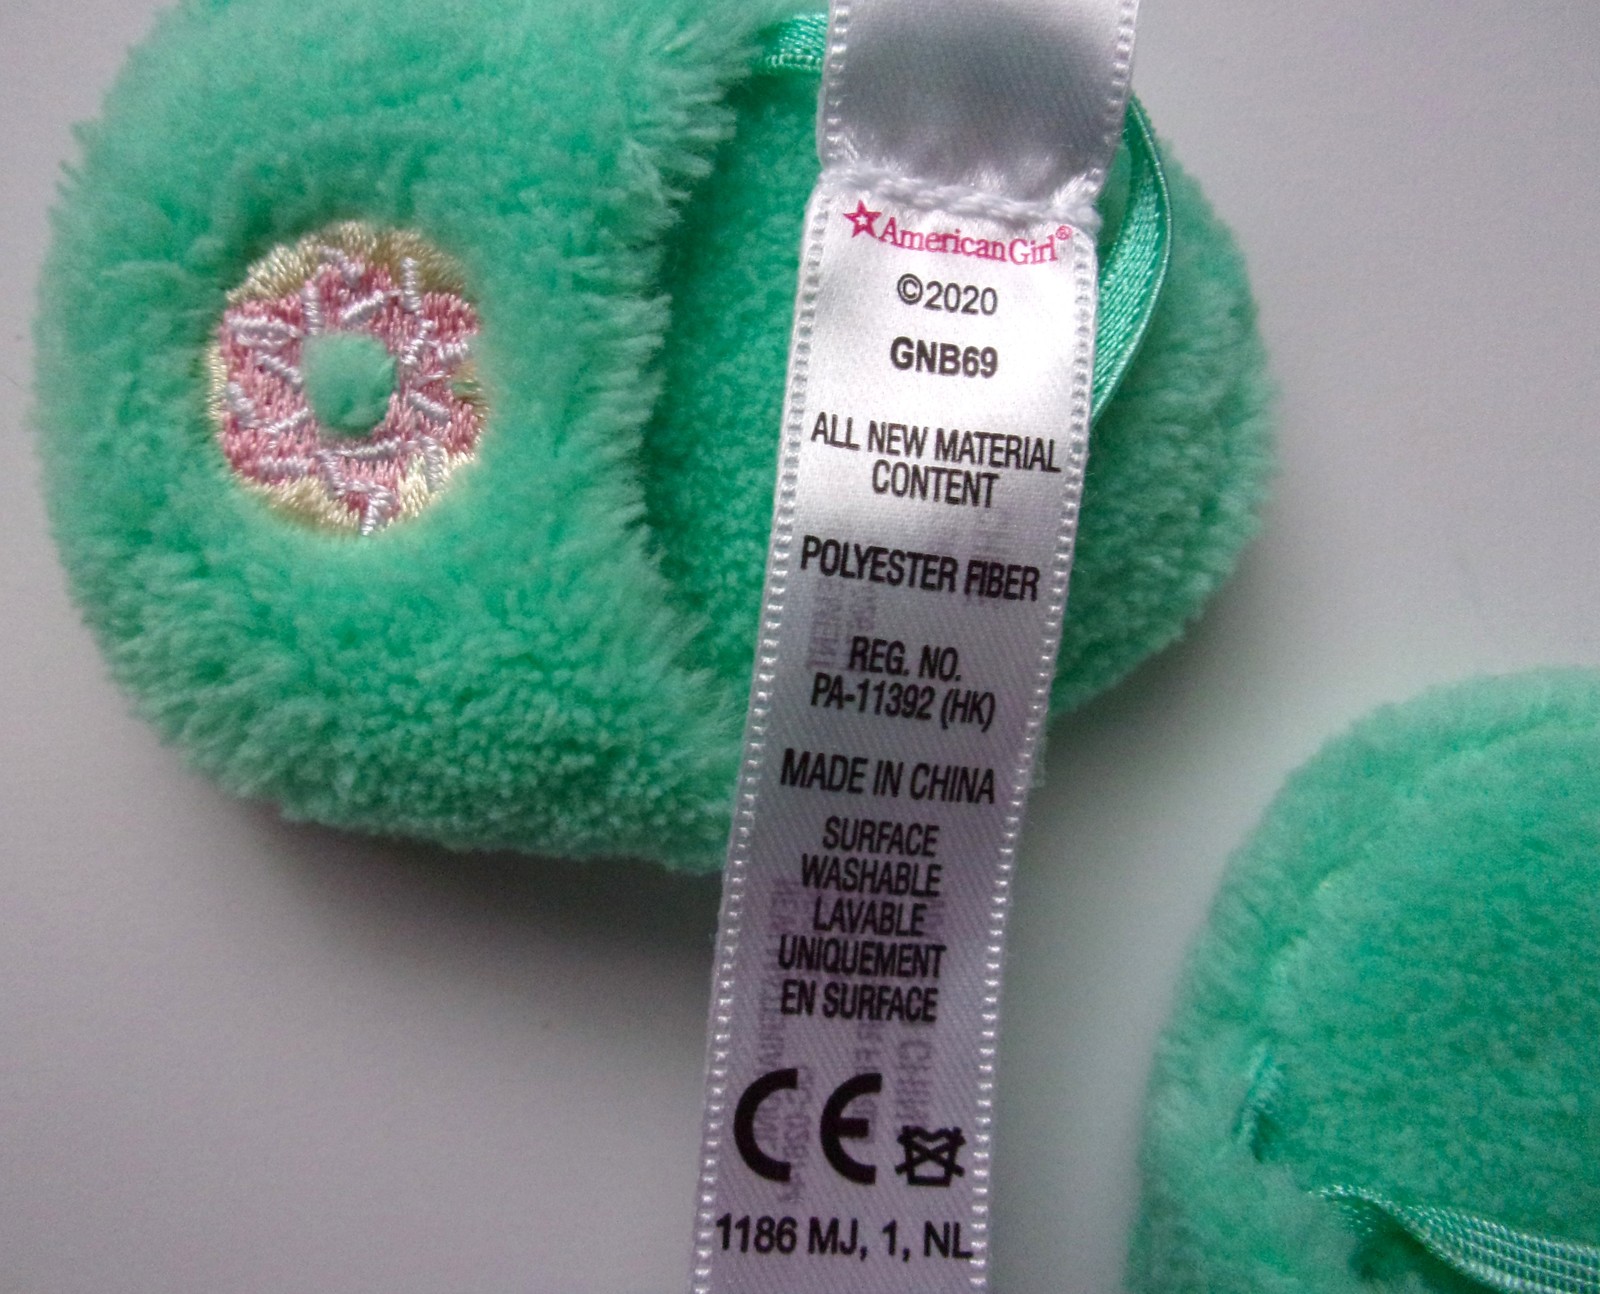 AmericanGirl®
©2020
GNB69
ALL NEW MATERIAL
CONTENT
POLYESTER FIBER
REG. NO.
PA-11392 (HK)
MADE IN CHINA
SURFACE
WASHABLE
LAVABLE
UNIQUEMENT
EN SURFACE
CE
1186 MJ, 1, NL